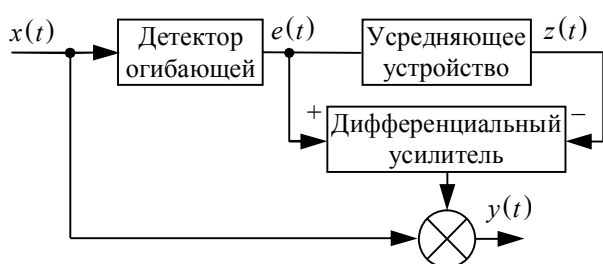 x(t)
Детектор
огибающей
e(t)
Усредняющее
устройство
z(t)
+
Дифференциальный
усилитель
−
y(t)